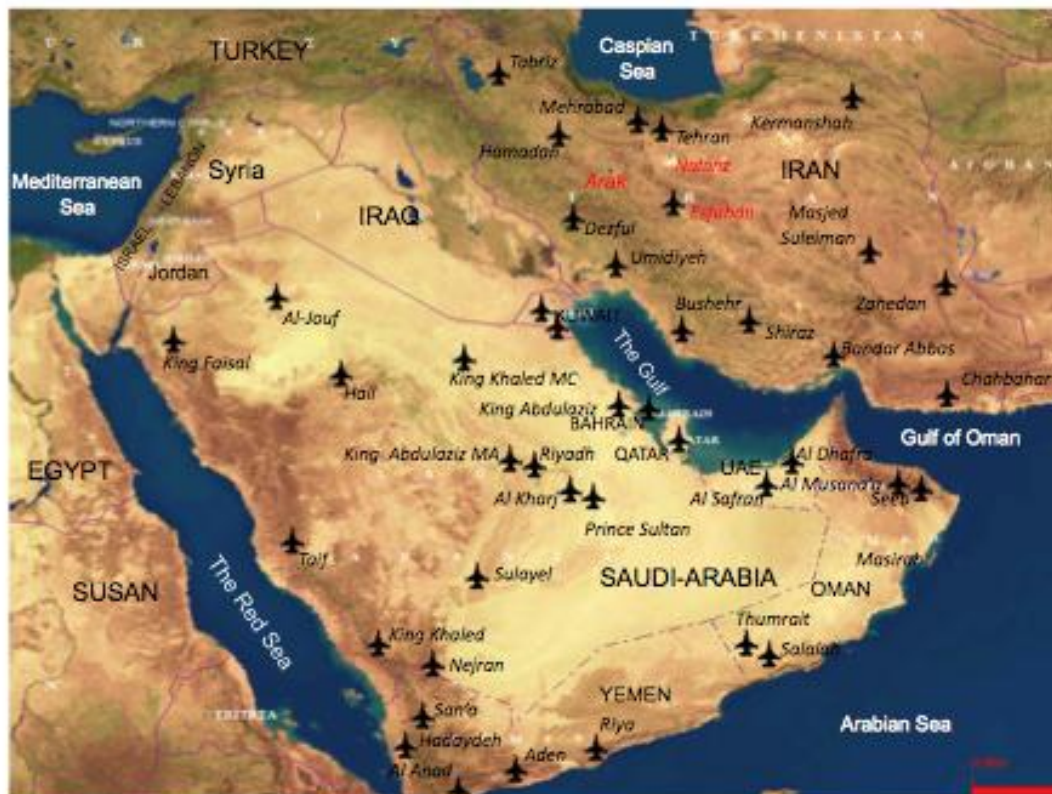 TURKEY
Caspian
Sea
TURKMENISTAN
Tabriz
Mehrabad
Kermanshah
Tehran
Hamadan
Natanz
IRAN
Syria
LEBANON
Mediterranean
Sea
Arak
IRAQ
Esfahan
Masjed
Suleiman
Dezful
ISRAEL
Jordan
Umidiyeh
Al-Jouf
Bushehr
Zahedan
KUWAIT
Shiraz
King Faisal
The Gulf
Bandar Abbas
Hail
King Khaled MC
Chahbahar
King Abdulaziz
BAHRAIN
Gulf of Oman
EGYPT
King Abdulaziz MA
Riyadh
QATAR
UAE
Al Dhafra
Al Kharj
Al Safran
Al Musana'a
Seeb
Prince Sultan
Taif
The Red Sea
Masirah
SUSAN
Sulayel
SAUDI-ARABIA
OMAN
Thumrait
King Khaled
Salalah
Nejran
YEMEN
San'a
ERITREA
Riya
Arabian Sea
Hadaydeh
Aden
Al Anad